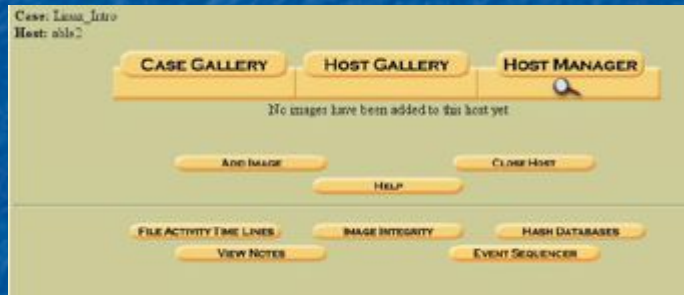 Case: Linux_Intro
Host: able2
CASE GALLERY HOST GALLERY HOST MANAGER
No images have been added to this host yet
ADD IMAGE CLOSE HOST
HELP
FILE ACTIVITY TIME LINES IMAGE INTEGRITY HASH DATABASES
VIEW NOTES EVENT SEQUENCER